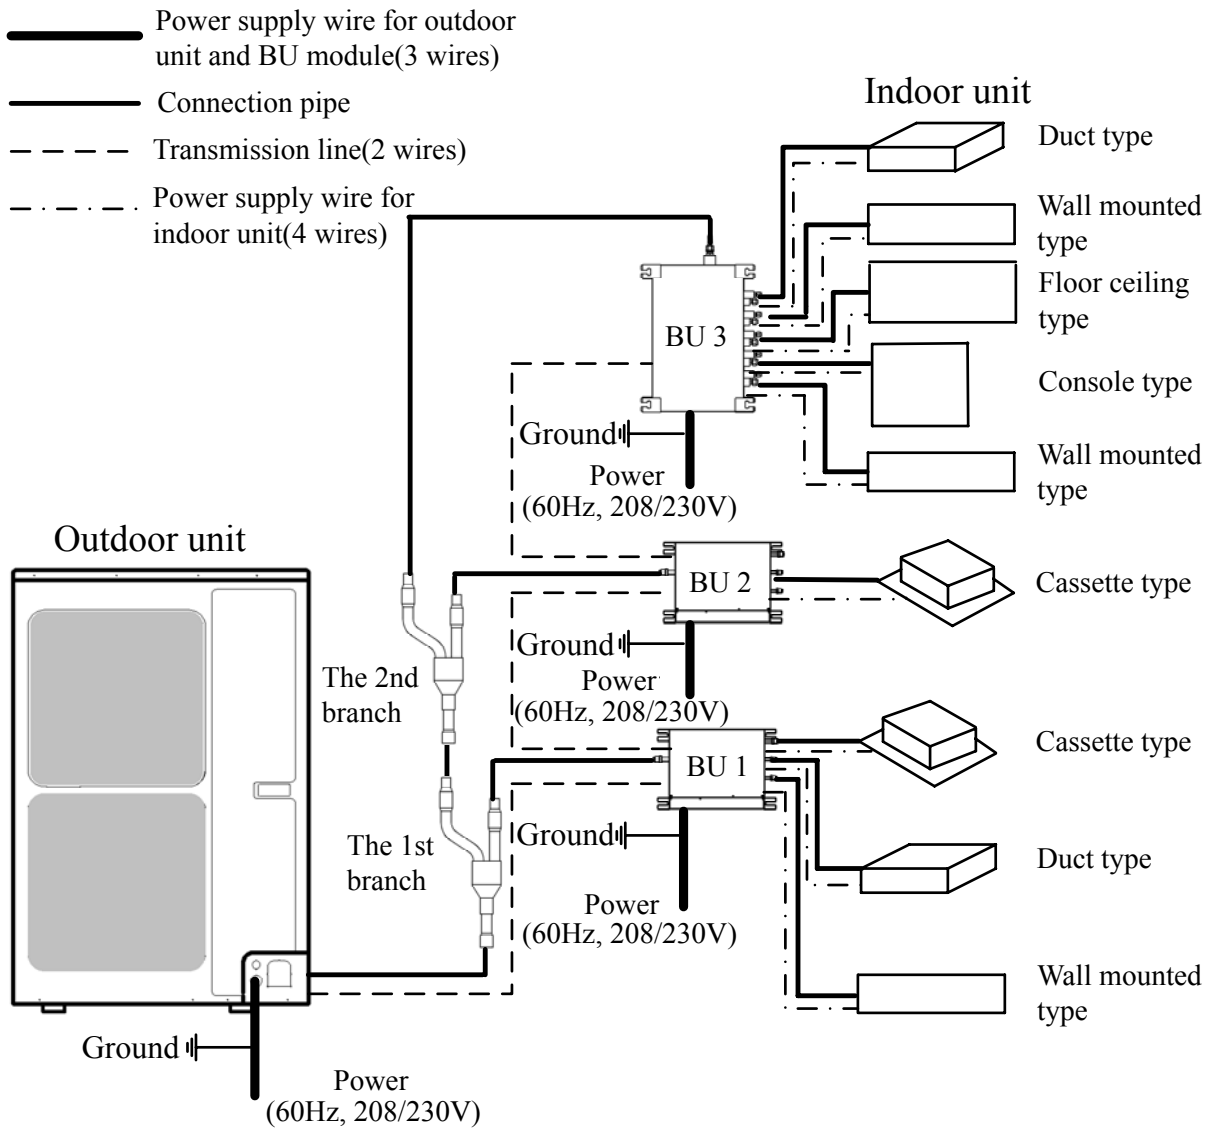 Power supply wire for outdoor
unit and BU module(3 wires)
Connection pipe
Transmission line(2 wires)
Power supply wire for
indoor unit(4 wires)
Indoor unit
Duct type
Wall mounted
type
Floor ceiling
type
Console type
Wall mounted
type
BU 3
Ground
Power
(60Hz, 208/230V)
Outdoor unit
BU 2
Cassette type
Ground
Power
(60Hz, 208/230V)
The 2nd
branch
BU 1
Cassette type
Ground
The 1st
branch
Duct type
Power
(60Hz, 208/230V)
Wall mounted
type
Ground
Power
(60Hz, 208/230V)